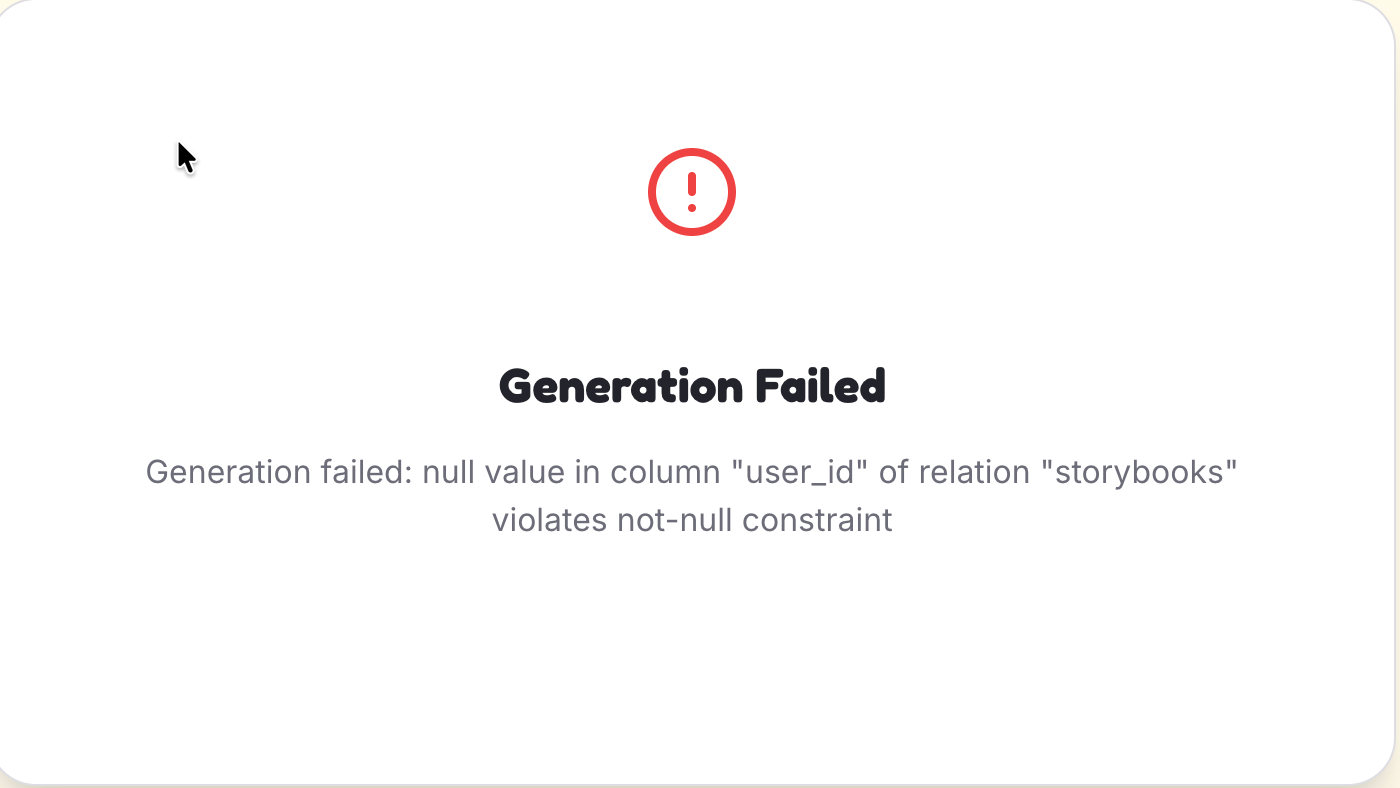 Generation Failed
Generation failed: null value in column "user_id" of relation "storybooks"
violates not-null constraint